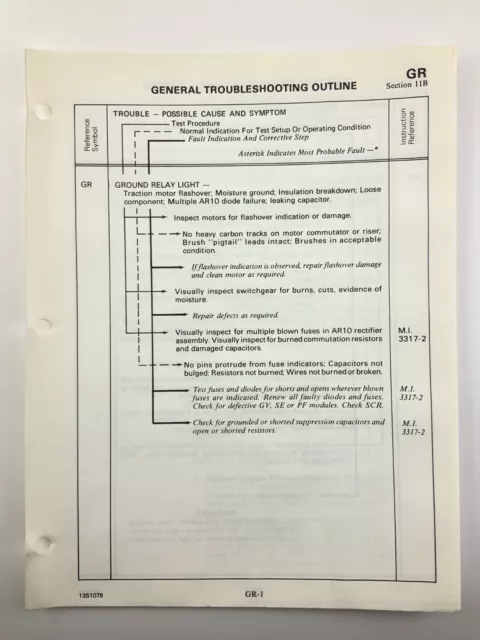 GR
GENERAL TROUBLESHOOTING OUTLINE
Section 11B
Reference
Symbol
TROUBLE — POSSIBLE CAUSE AND SYMPTOM
Test Procedure
Normal Indication For Test Setup Or Operating Condition
Fault Indication And Corrective Step
Asterisk Indicates Most Probable Fault —*
Instruction
Reference
GR
GROUND RELAY LIGHT —
Traction motor flashover; Moisture ground; Insulation breakdown; Loose
component; Multiple AR10 diode failure; leaking capacitor.
Inspect motors for flashover indication or damage.
No heavy carbon tracks on motor commutator or riser;
Brush "pigtail" leads intact; Brushes in acceptable
condition.
If flashover indication is observed, repair flashover damage
and clean motor as required.
Visually inspect switchgear for burns, cuts, evidence of
moisture.
Repair defects as required.
Visually inspect for multiple blown fuses in AR10 rectifier
assembly. Visually inspect for burned commutation resistors
and damaged capacitors.
M.I.
3317-2
No pins protrude from fuse indicators; Capacitors not
bulged; Resistors not burned; Wires not burned or broken.
Test fuses and diodes for shorts and opens wherever blown
fuses are indicated. Renew all faulty diodes and fuses.
Check for defective GV, SE or PF modules. Check SCR.
M.I.
3317-2
Check for grounded or shorted suppression capacitors and
open or shorted resistors.
M.I.
3317-2
1351079
GR-1